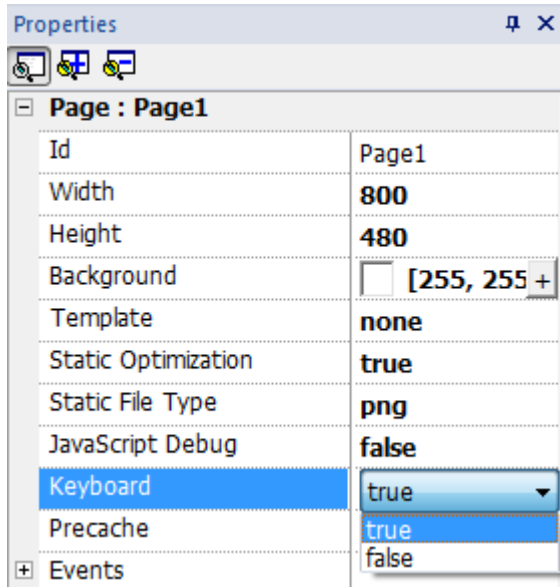 Properties
Page : Page1
Id Page1
Width 800
Height 480
Background [255, 255 +
Template none
Static Optimization true
Static File Type png
JavaScript Debug false
Keyboard true
Precache true
Events false